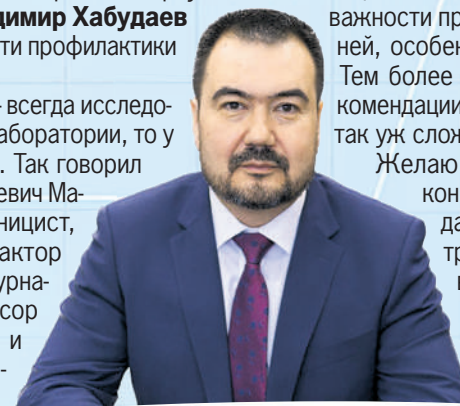 димир Хабудаев
ти профилактики
всегда исследо-
аборатории, то у
. Так говорил
евич Ма-
ницист,
актор
урна-
сор
и
-
важности пр
ней, особен
Тем более
комендации
так уж слож
Желаю
кон
да
тр